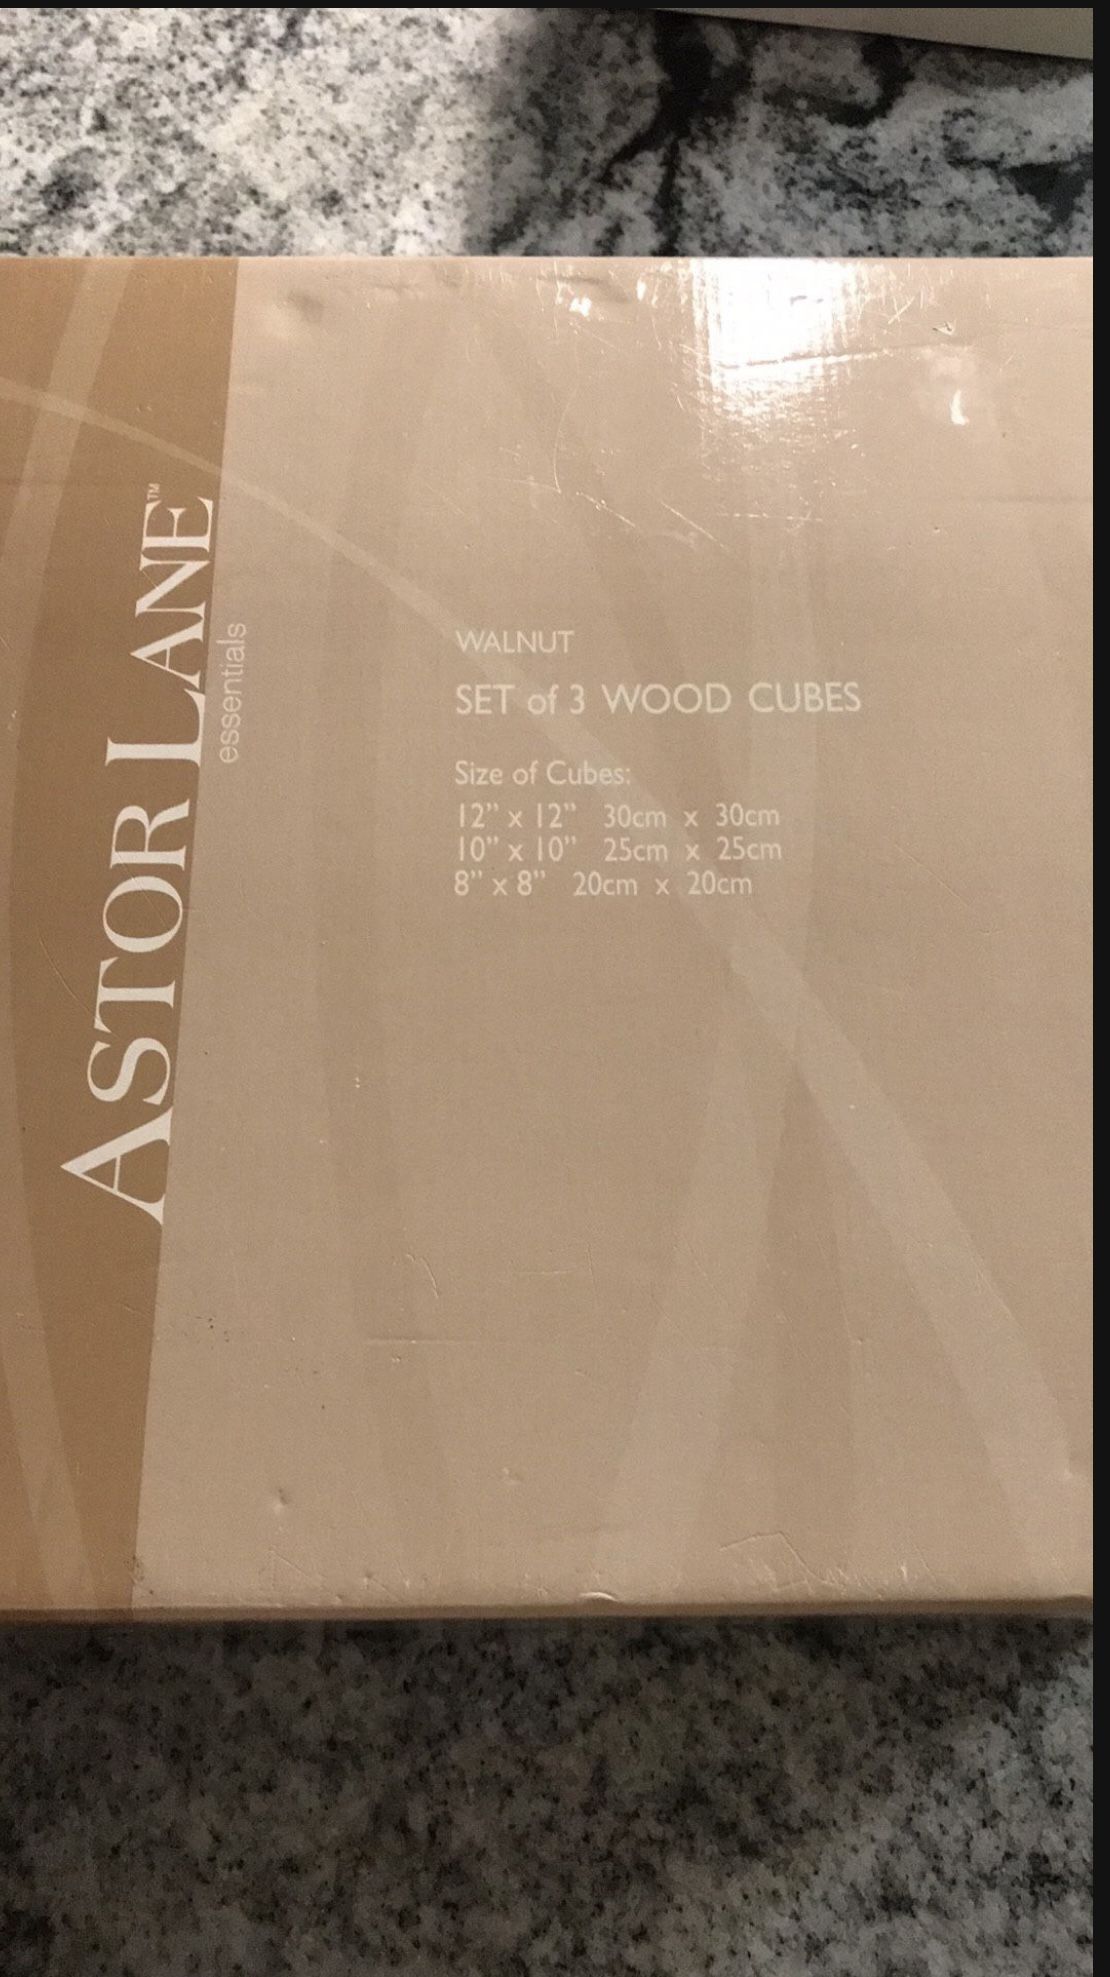 ASTOR LANE™
essentials
WALNUT
SET of 3 WOOD CUBES
Size of Cubes:
12" x 12" 30cm x 30cm
10" x 10" 25cm x 25cm
8" x 8" 20cm x 20cm